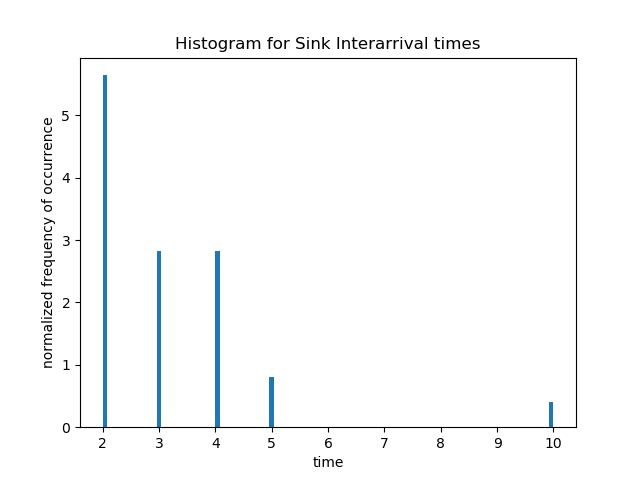 Histogram for Sink Interarrival times
normalized frequency of occurrence
5
4
3
2
1
0
2 3 4 5 6 7 8 9 10
time